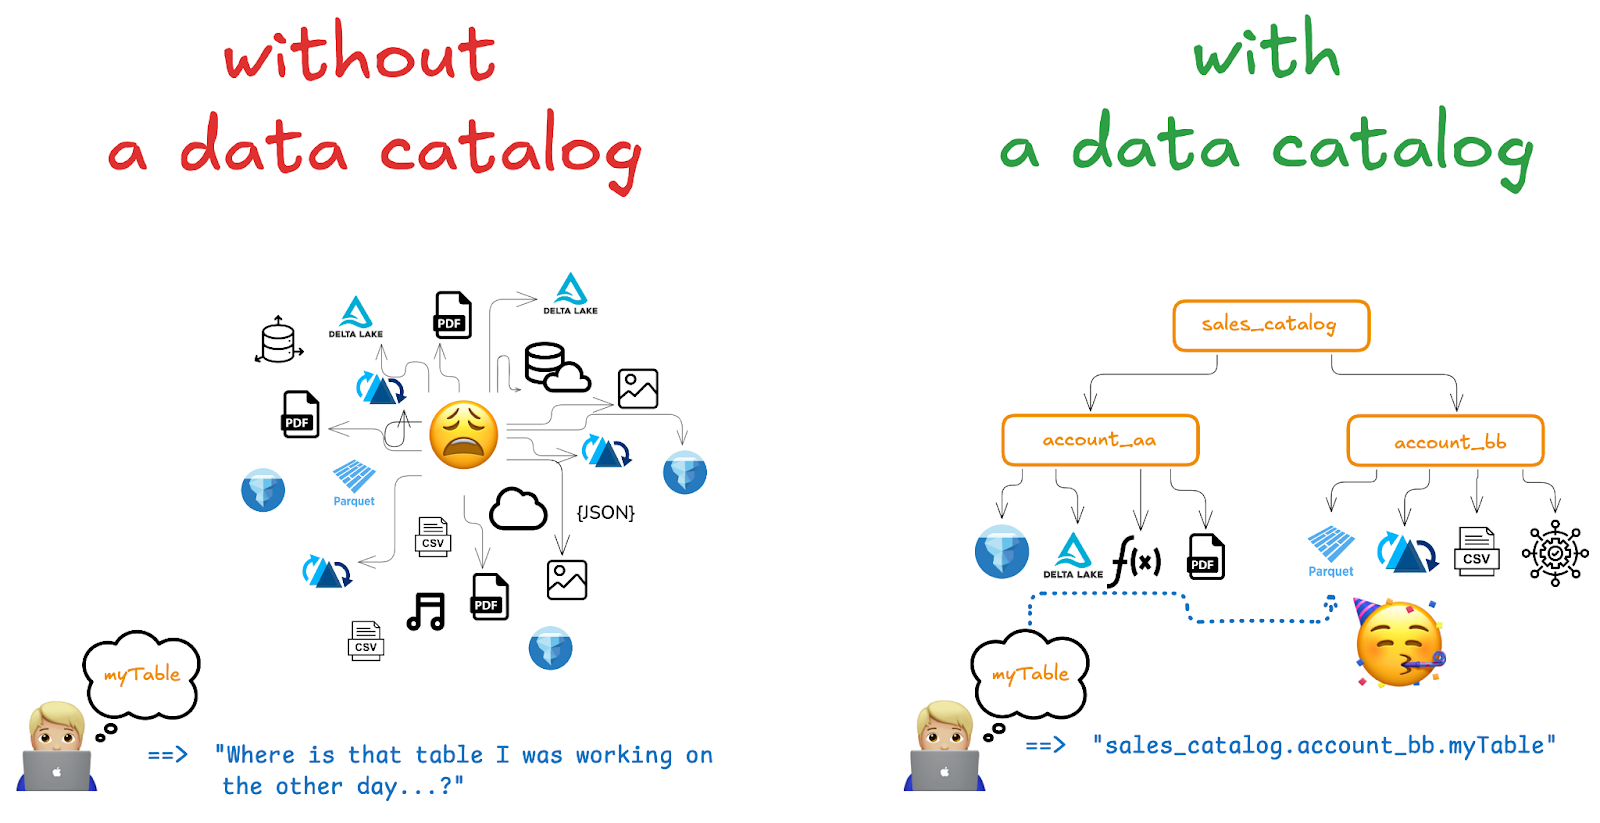 without
a data catalog
with
a data catalog
DELTA LAKE
PDF
DELTA LAKE
PDF
Parquet
{JSON}
CSV
PDF
CSV
myTable
==> "Where is that table I was working on
the other day...?"
sales_catalog
account_aa
account_bb
DELTA LAKE
f(x)
PDF
Parquet
CSV
myTable
==> "sales_catalog.account_bb.myTable"